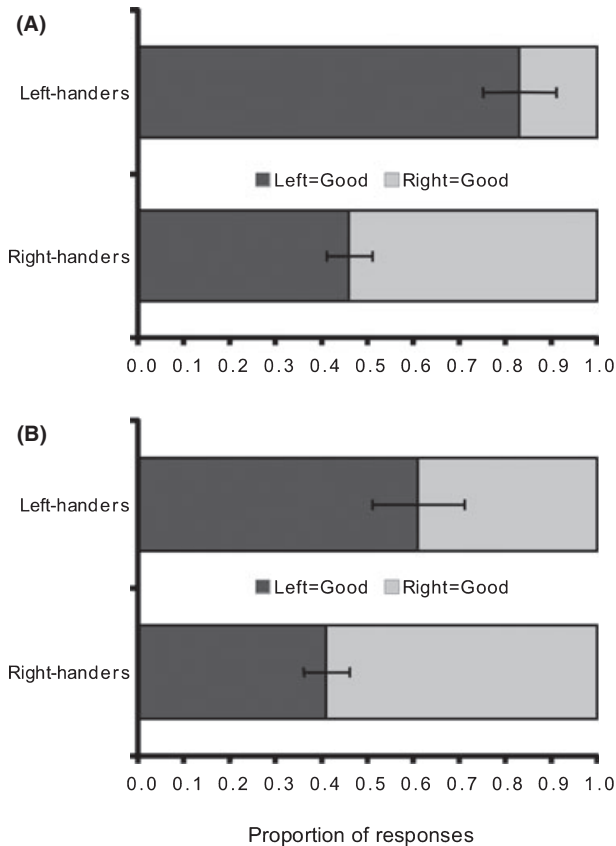 (A)
Left-handers
Left=Good Right=Good
Right-handers
0.0 0.1 0.2 0.3 0.4 0.5 0.6 0.7 0.8 0.9 1.0
(B)
Left-handers
Left=Good Right=Good
Right-handers
0.0 0.1 0.2 0.3 0.4 0.5 0.6 0.7 0.8 0.9 1.0
Proportion of responses